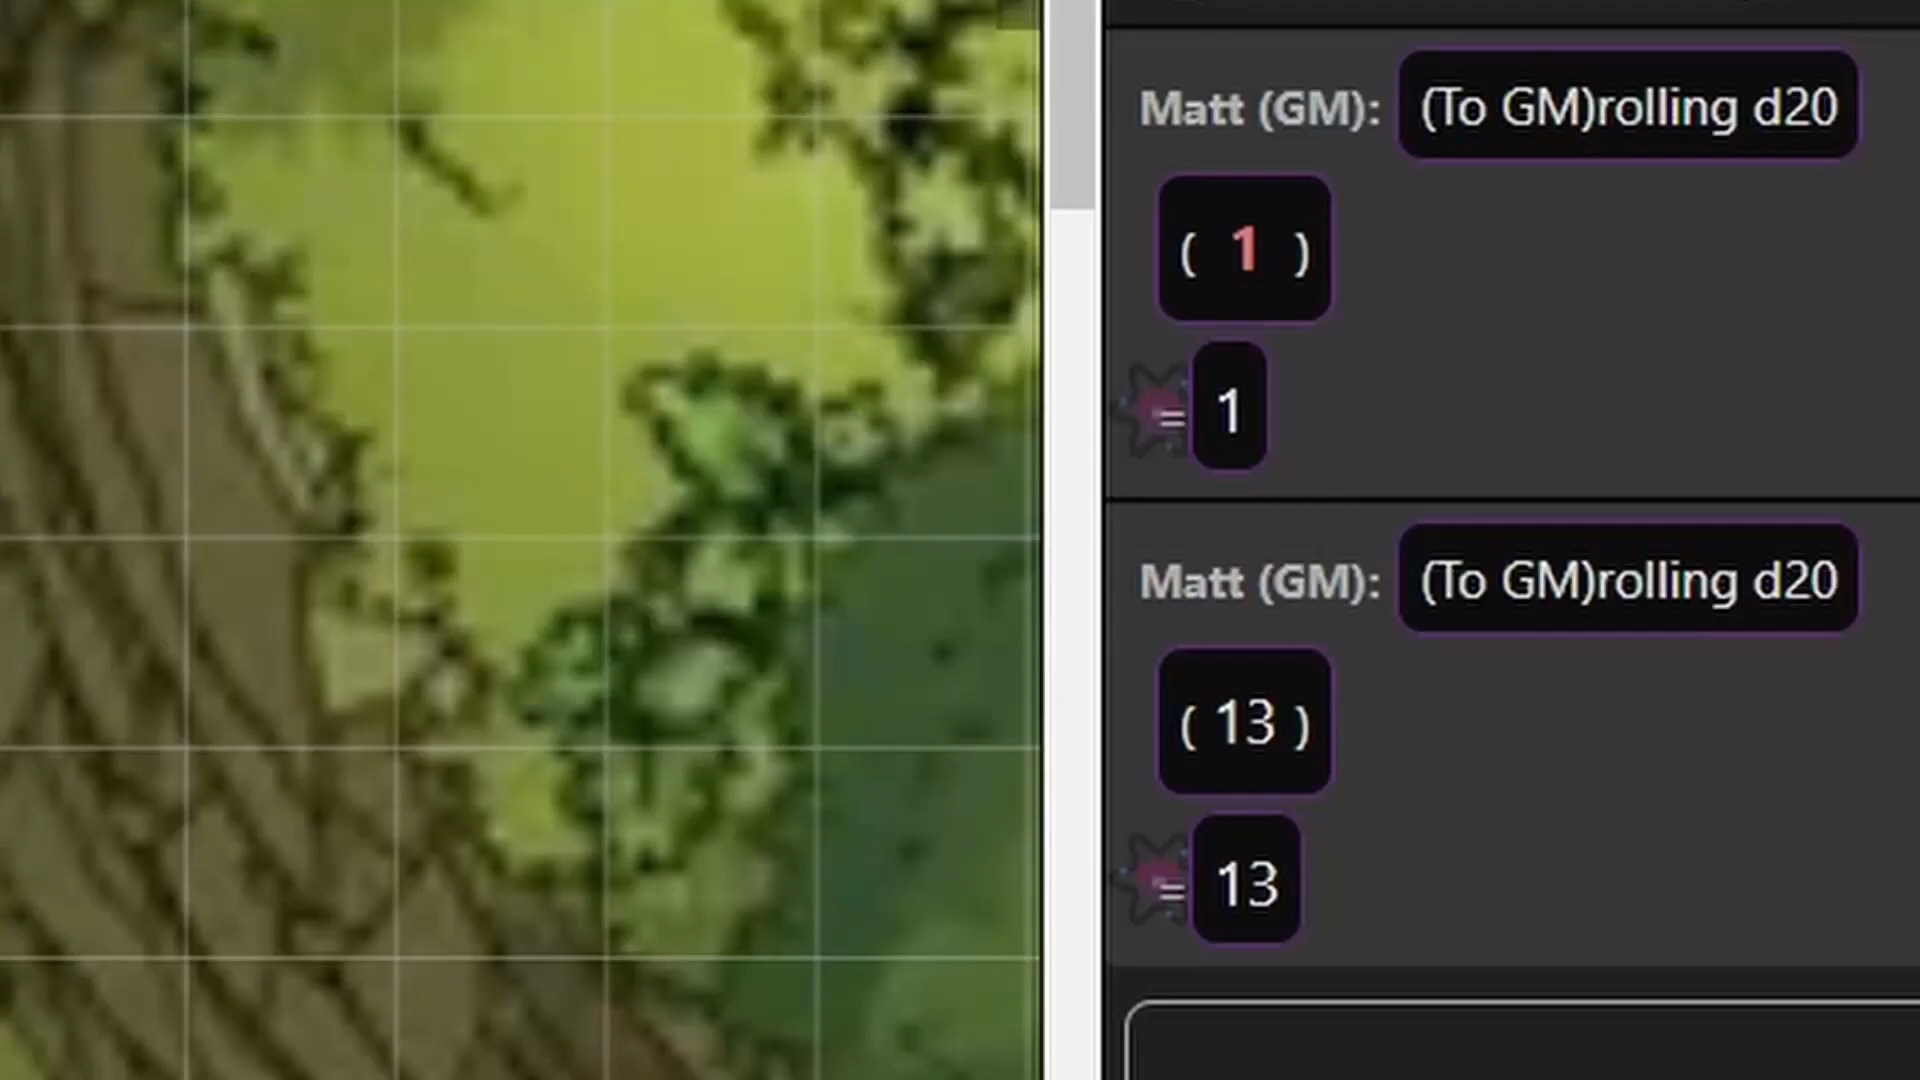 Matt (GM): (To GM)rolling d20
( 1 )
= 1
Matt (GM): (To GM)rolling d20
( 13 )
= 13